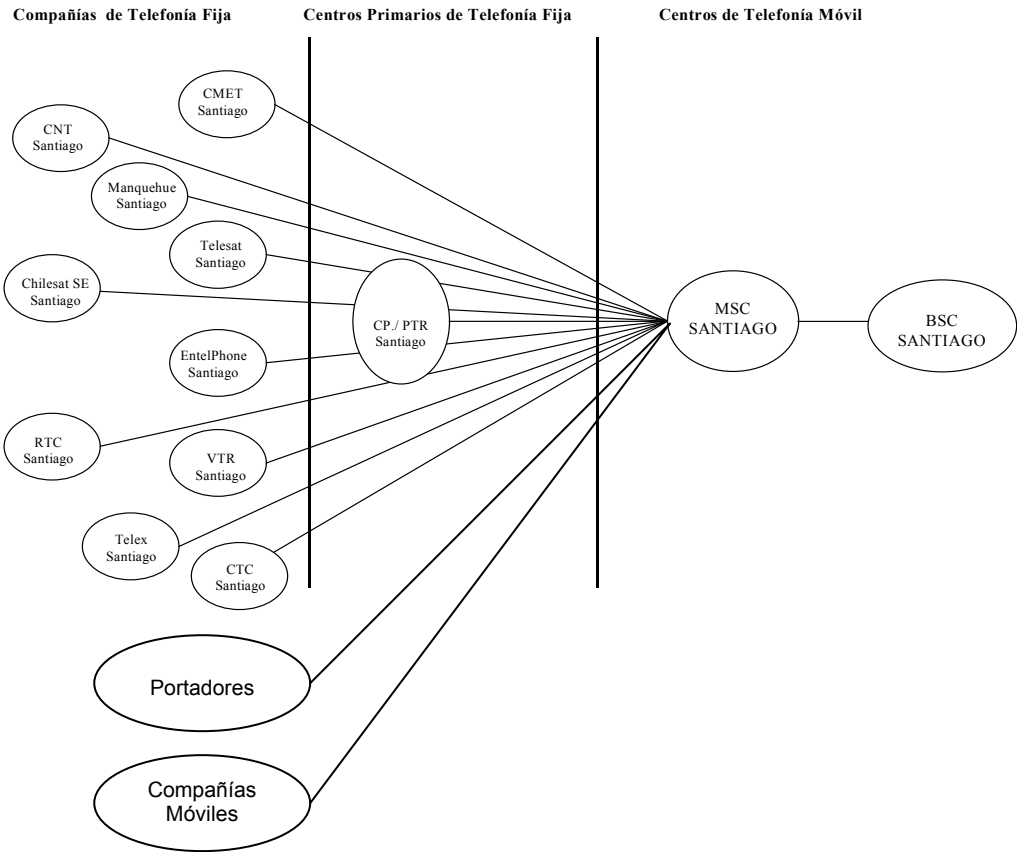 Compañías de Telefonía Fija
Centros Primarios de Telefonía Fija
Centros de Telefonía Móvil
CMET
Santiago
CNT
Santiago
Manquehue
Santiago
Telesat
Santiago
Chilesat SE
Santiago
CP./ PTR
Santiago
MSC
SANTIAGO
BSC
SANTIAGO
EntelPhone
Santiago
RTC
Santiago
VTR
Santiago
Telex
Santiago
CTC
Santiago
Portadores
Compañías
Móviles